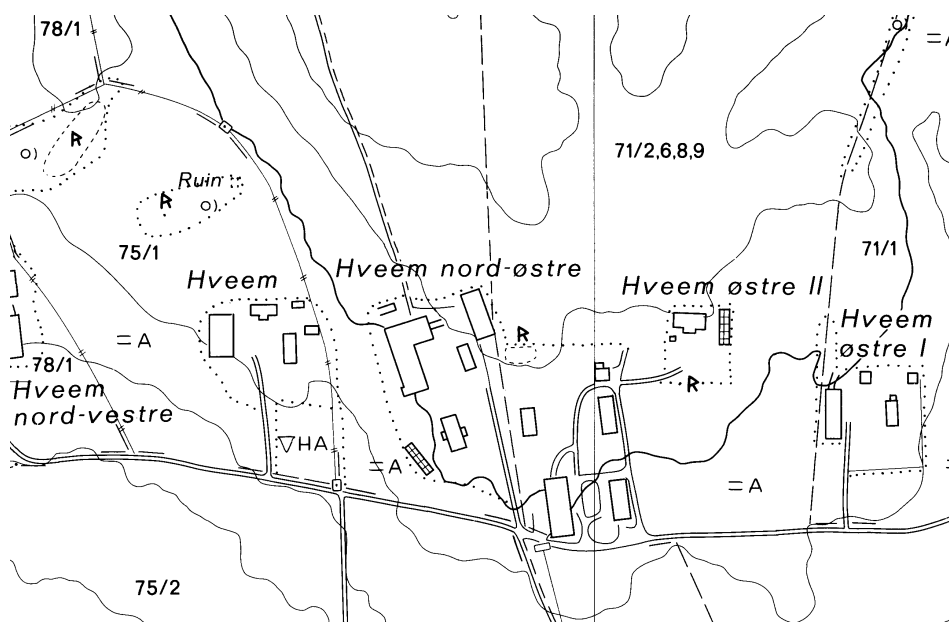 78/1
= A
R
71/2,6,8,9
Ruin
R
75/1
71/1
Hveem nord-østre
Hveem
Hveem østre II
Hveem
østre I
R
= A
78/1
Hveem
nord-vestre
R
HA
= A
= A
75/2